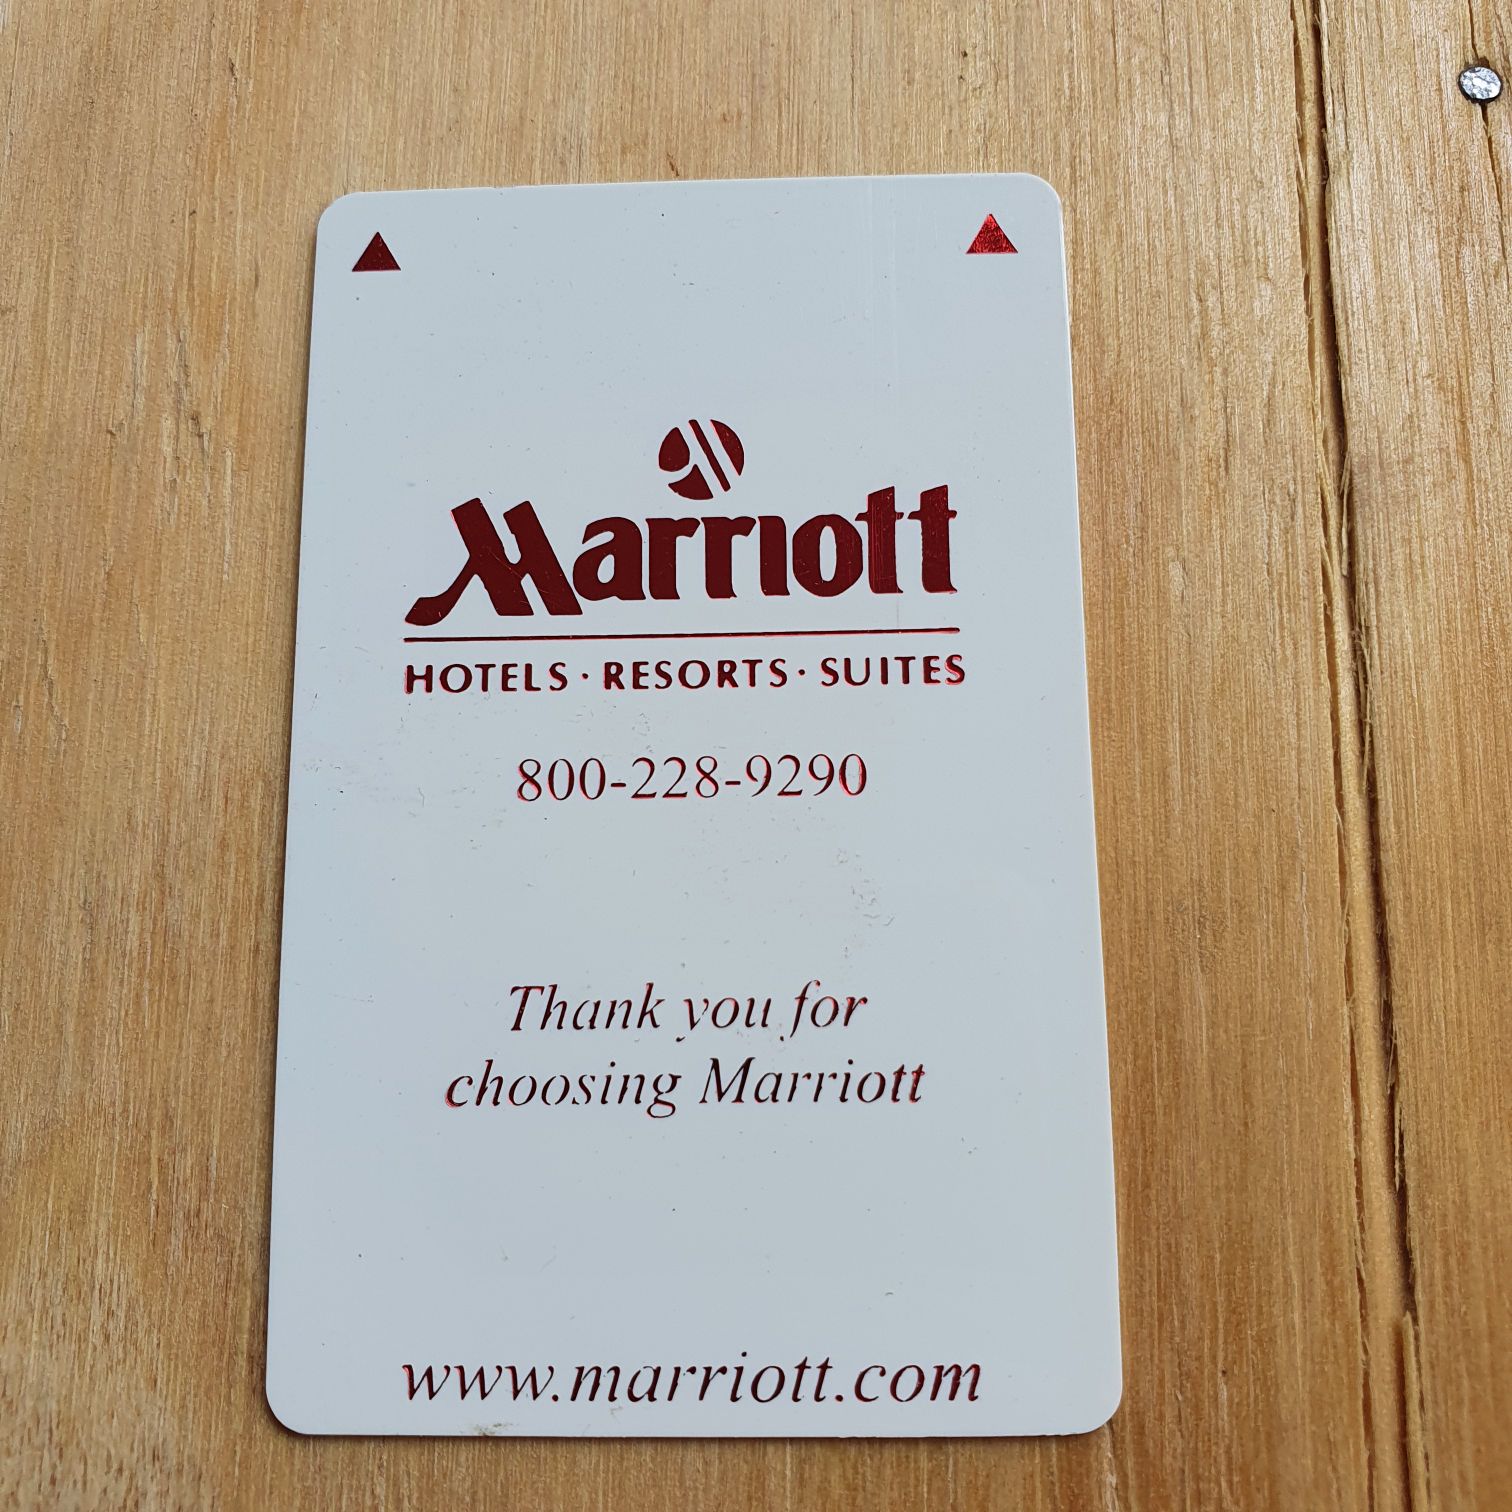 Marriott
HOTELS · RESORTS · SUITES
800-228-9290
Thank you for
choosing Marriott
www.marriott.com